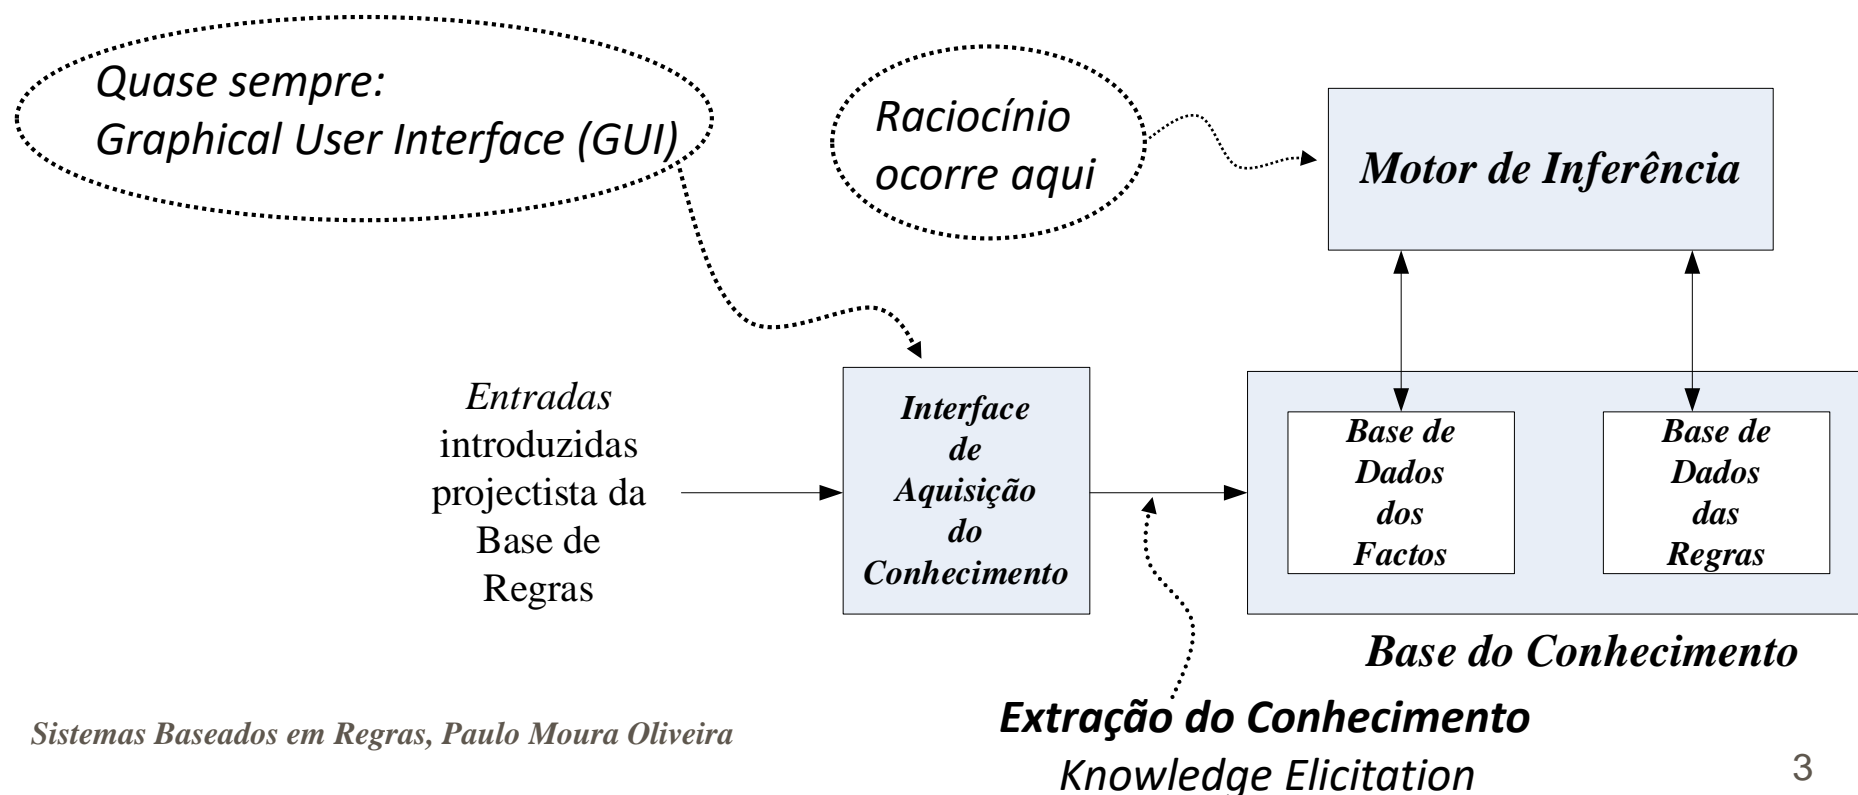 Quase sempre:
Graphical User Interface (GUI)
Raciocínio
ocorre aqui
Motor de Inferência
Entradas
introduzidas
projectista da
Base de
Regras
Interface
de
Aquisição
do
Conhecimento
Base de
Dados
dos
Factos
Base de
Dados
das
Regras
Base do Conhecimento
Extração do Conhecimento
Knowledge Elicitation
Sistemas Baseados em Regras, Paulo Moura Oliveira
3